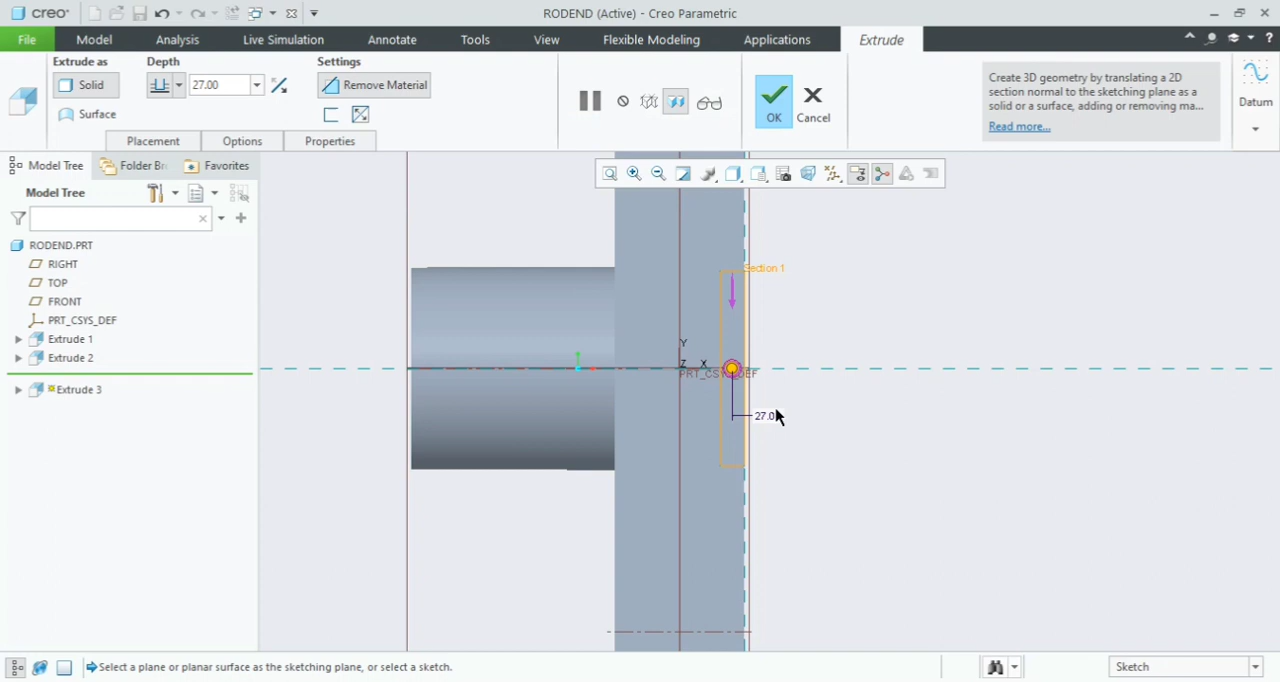 creo®
RODEND (Active) - Creo Parametric
File
Model
Analysis
Live Simulation
Annotate
Tools
View
Flexible Modeling
Applications
Extrude
Extrude as
Solid
Surface
Depth
27.00
Settings
Remove Material
Placement
Options
Properties
OK
Cancel
Create 3D geometry by translating a 2D
section normal to the sketching plane as a
solid or a surface, adding or removing ma...
Read more...
Datum
Model Tree
Folder Br
Favorites
Model Tree
RODEND.PRT
RIGHT
TOP
FRONT
PRT_CSYS_DEF
Extrude 1
Extrude 2
Extrude 3
Section 1
Y
Z
X
PRT_CSYS_DEF
27.0
Select a plane or planar surface as the sketching plane, or select a sketch.
Sketch